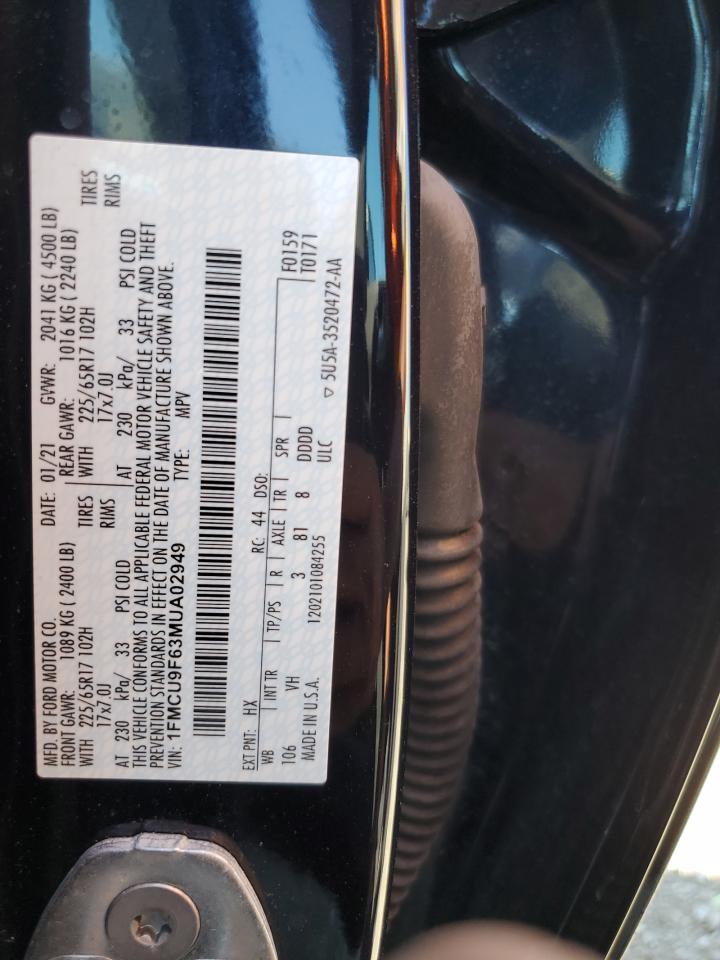 MFD. BY FORD MOTOR CO. DATE: 01/21 GVWR: 2041 KG ( 4500 LB)
FRONT GAWR: 1089 KG ( 2400 LB) REAR GAWR: 1016 KG ( 2240 LB)
WITH 225/65R17 102H TIRES WITH 225/65R17 102H TIRES
17x7.0J RIMS 17x7.0J RIMS
AT 230 kPa/ 33 PSI COLD AT 230 kPa/ 33 PSI COLD
THIS VEHICLE CONFORMS TO ALL APPLICABLE FEDERAL MOTOR VEHICLE SAFETY AND THEFT
PREVENTION STANDARDS IN EFFECT ON THE DATE OF MANUFACTURE SHOWN ABOVE.
VIN: 1FMCU9F63MUA02949 TYPE: MPV
EXT PNT: HX RC: 44 DSO:
WB INT TR TP/PS R AXLE TR SPR F0159
106 VH 3 81 8 DDDD T0171
MADE IN U.S.A. 1202101084255 ULC ▽ 5U5A-3520472-AA